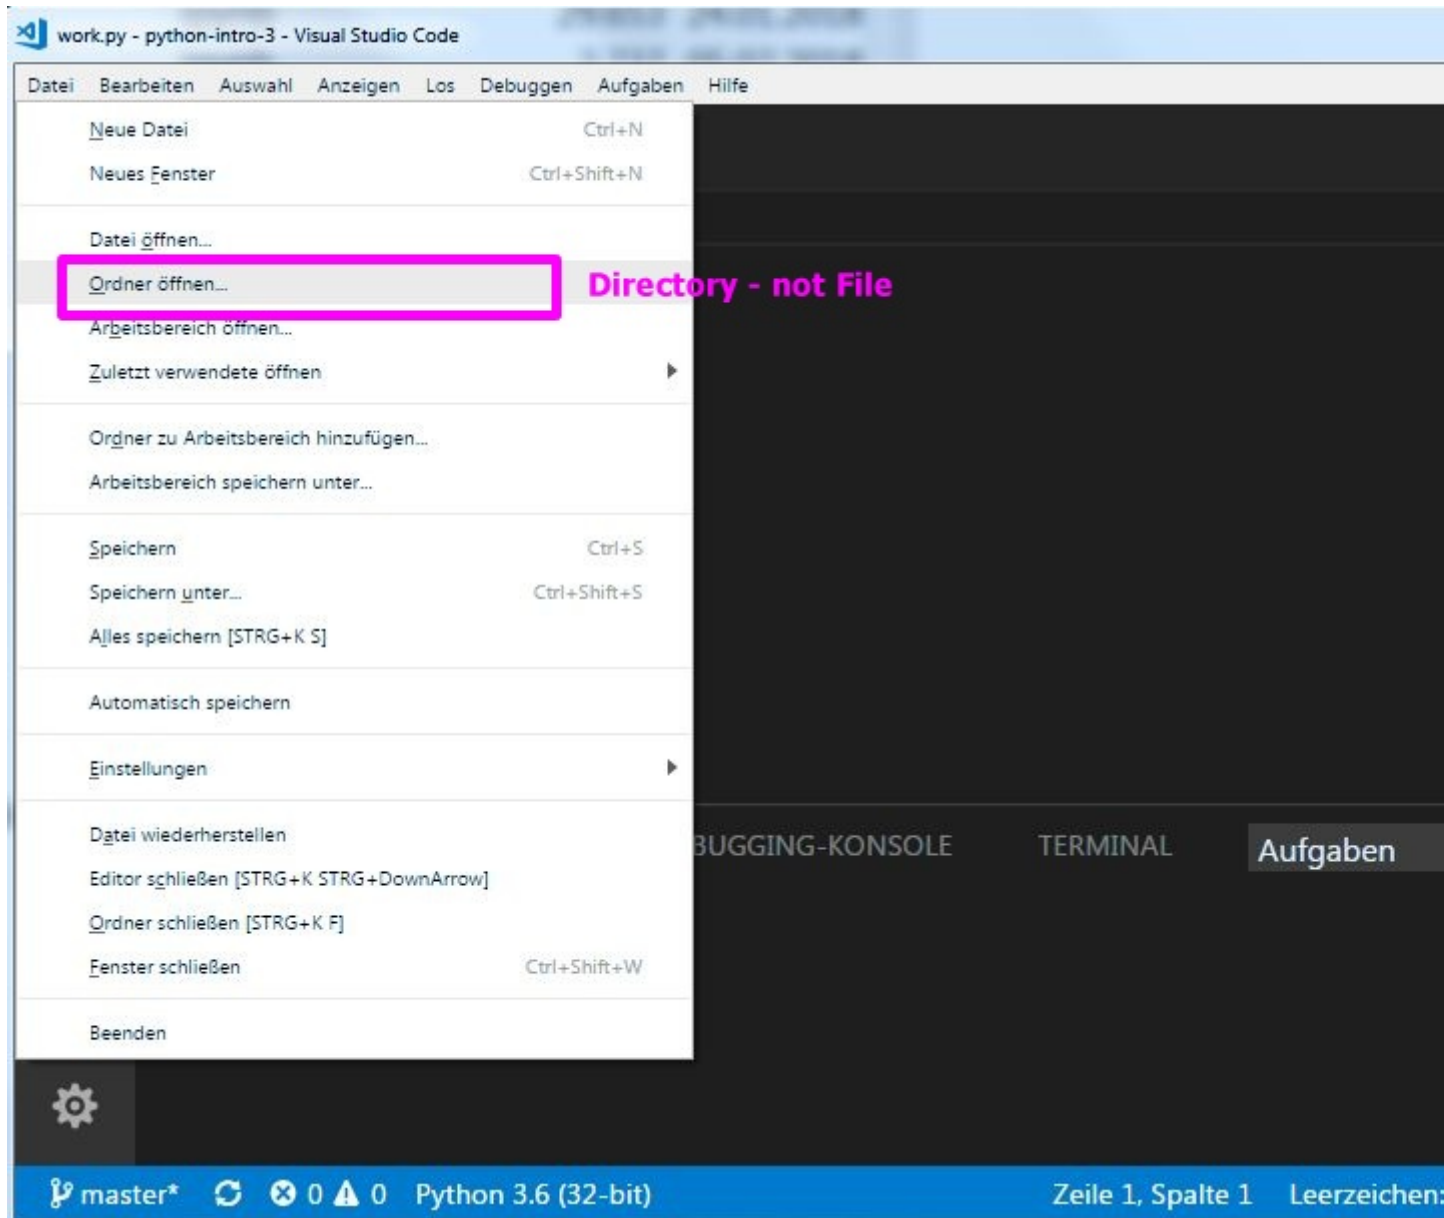 work.py - python-intro-3 - Visual Studio Code
Datei Bearbeiten Auswahl Anzeigen Los Debuggen Aufgaben Hilfe
Neue Datei Ctrl+N
Neues Fenster Ctrl+Shift+N
Datei öffnen...
Ordner öffnen... Directory - not File
Arbeitsbereich öffnen...
Zuletzt verwendete öffnen
Ordner zu Arbeitsbereich hinzufügen...
Arbeitsbereich speichern unter...
Speichern Ctrl+S
Speichern unter... Ctrl+Shift+S
Alles speichern [STRG+K S]
Automatisch speichern
Einstellungen
Datei wiederherstellen
BUGGING-KONSOLE TERMINAL Aufgaben
Editor schließen [STRG+K STRG+DownArrow]
Ordner schließen [STRG+K F]
Fenster schließen Ctrl+Shift+W
Beenden
master* 0 0 Python 3.6 (32-bit) Zeile 1, Spalte 1 Leerzeichen: